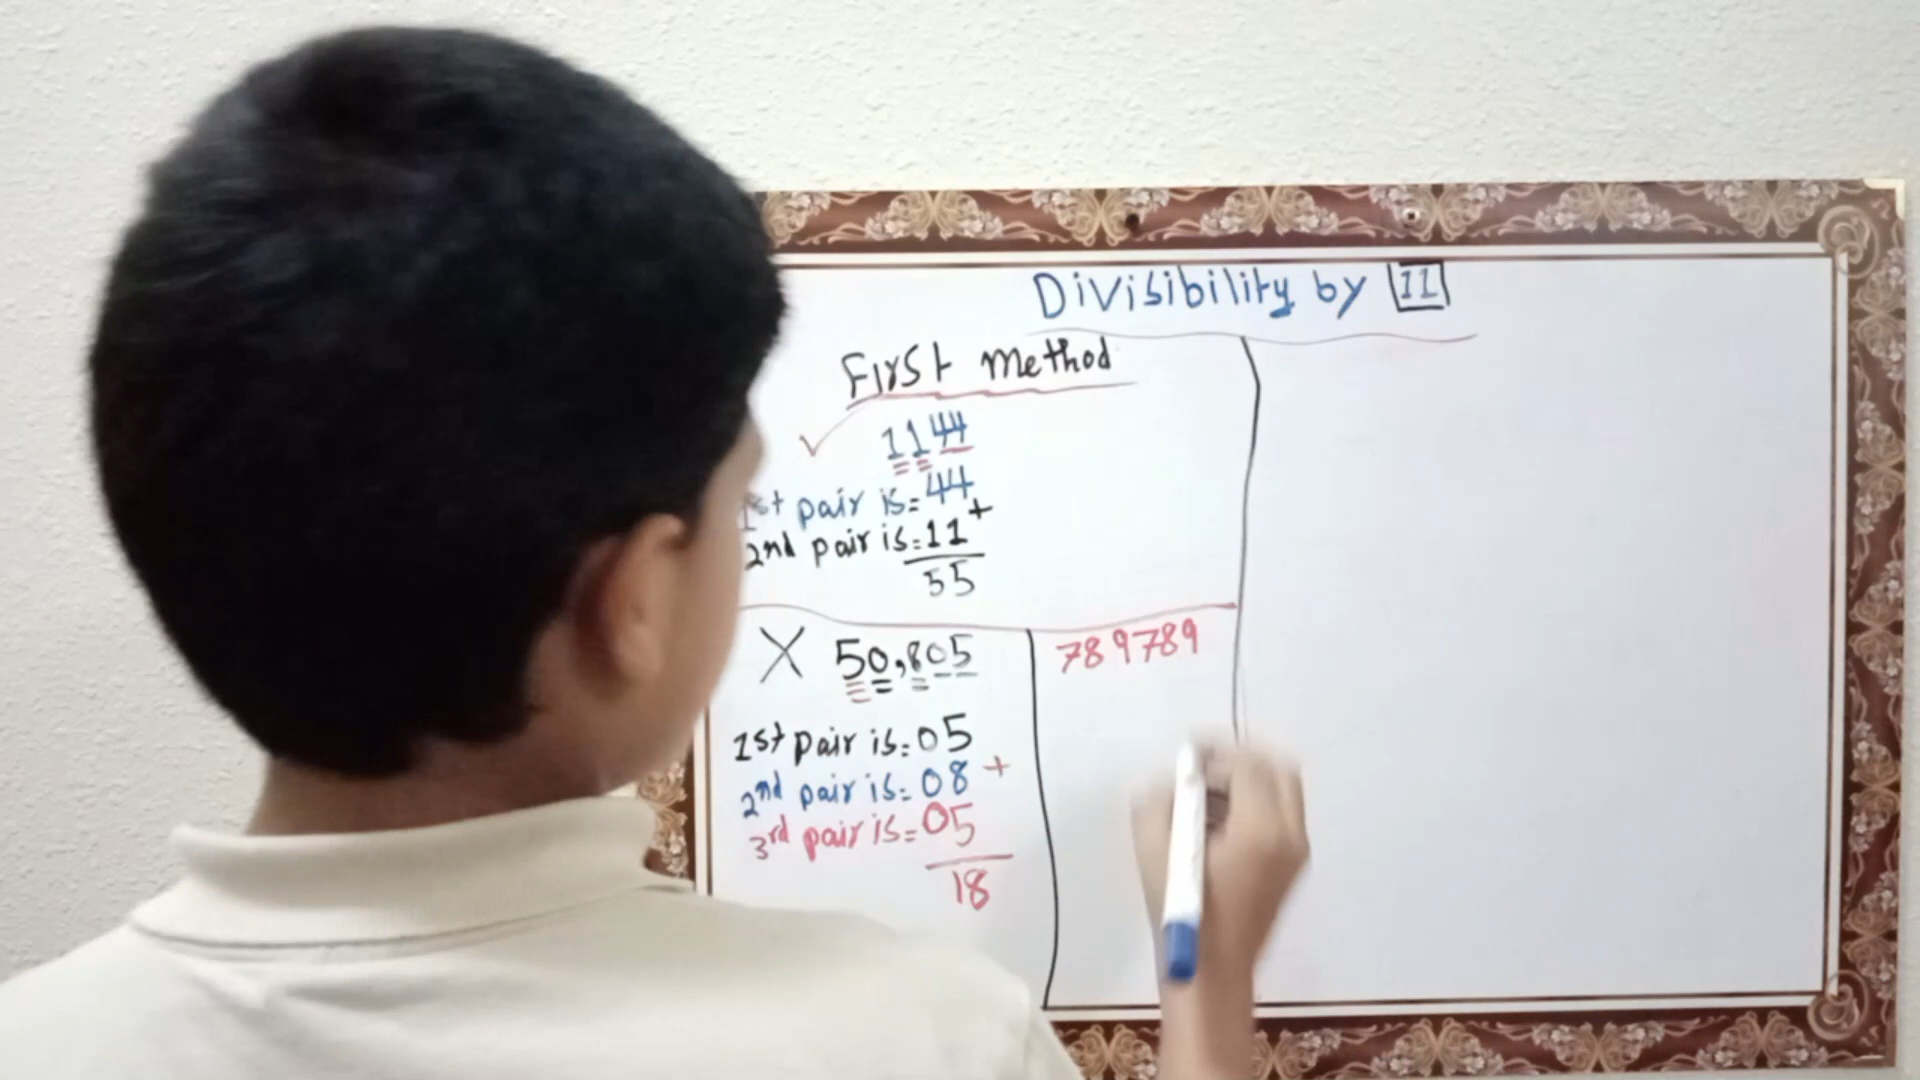 Divisibility by 11
First Method
1144
1st pair is=44
+
2nd pair is=11
55
X 50,805
1st pair is=05
2nd pair is=08 +
3rd pair is=05
18
789789